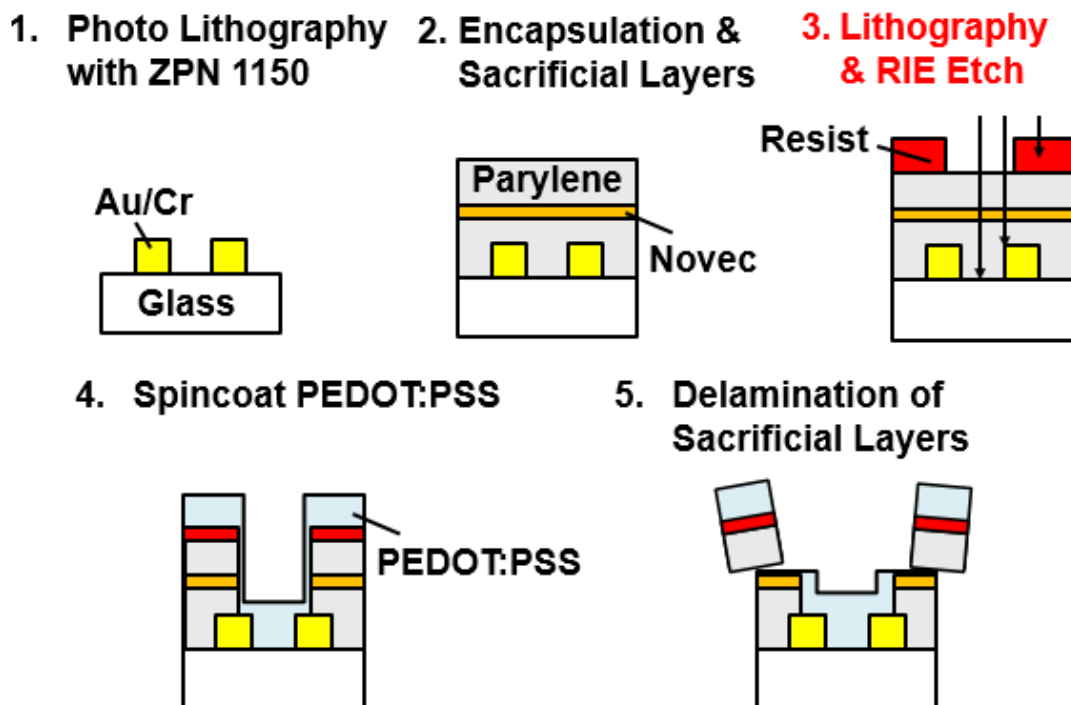 1. Photo Lithography
with ZPN 1150
2. Encapsulation &
Sacrificial Layers
3. Lithography
& RIE Etch
Au/Cr
Glass
Parylene
Novec
Resist
4. Spincoat PEDOT:PSS
PEDOT:PSS
5. Delamination of
Sacrificial Layers